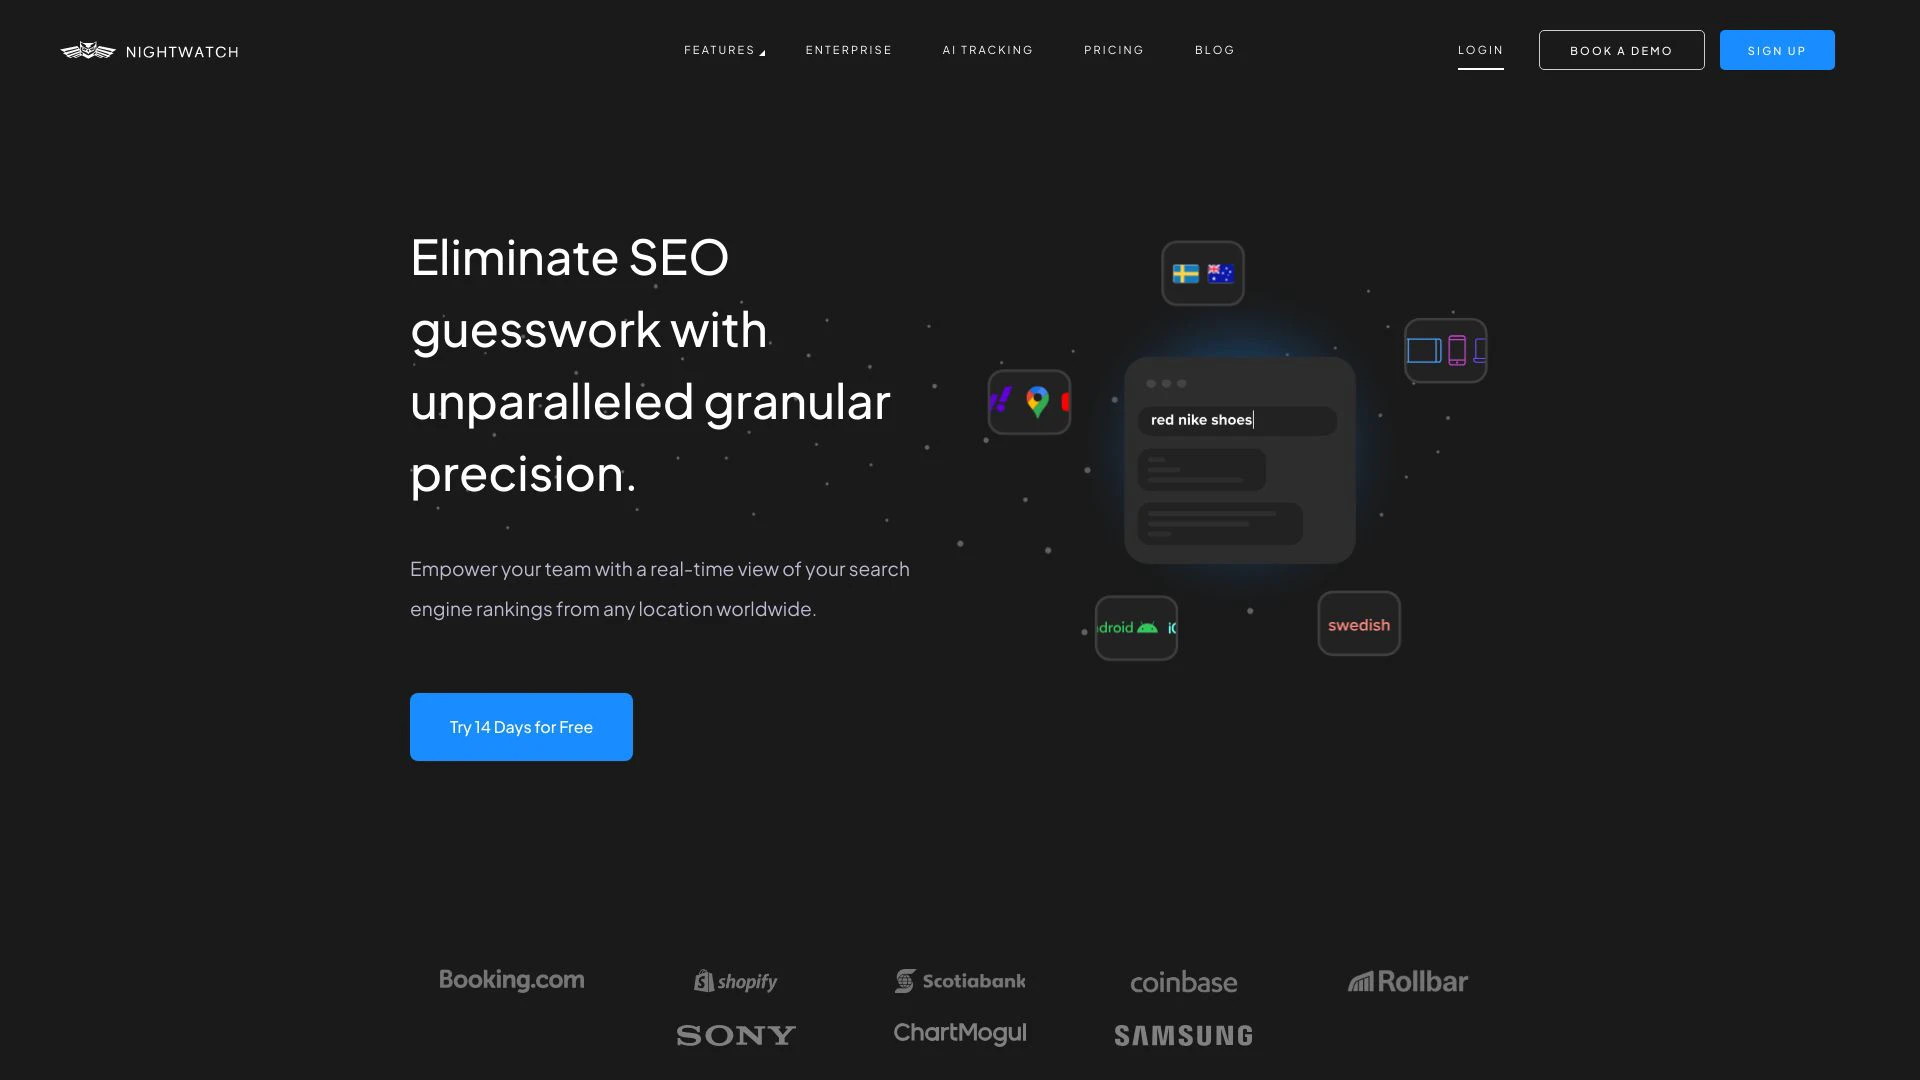 NIGHTWATCH
FEATURES
ENTERPRISE
AI TRACKING
PRICING
BLOG
LOGIN
BOOK A DEMO
SIGN UP
Eliminate SEO
guesswork with
unparalleled granular
precision.
Empower your team with a real-time view of your search
engine rankings from any location worldwide.
Try 14 Days for Free
red nike shoes
droid
swedish
Booking.com
shopify
Scotiabank
coinbase
Rollbar
SONY
ChartMogul
SAMSUNG